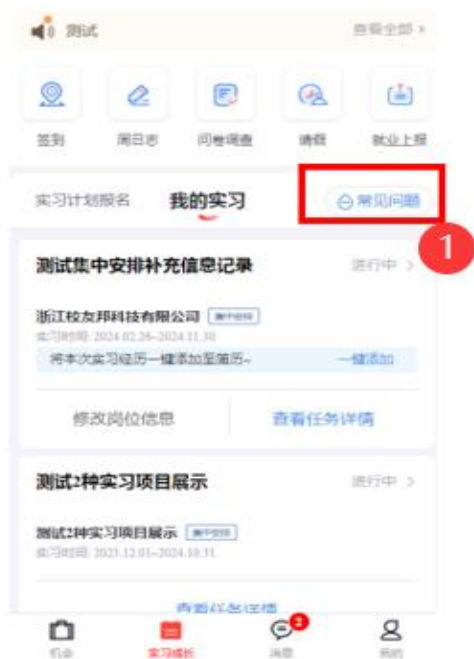 测试 查看全部 >
签到 周日志 问卷调查 请假 就业上报
实习计划报名 我的实习 常见问题
1
测试集中安排补充信息记录 进行中 >
浙江校友邦科技有限公司 集中安排
实习时间: 2024.02.26-2024.11.30
将本次实习经历一键添加至简历~ 一键添加
修改岗位信息 查看任务详情
测试2种实习项目展示 进行中 >
测试2种实习项目展示 集中安排
实习时间: 2023.12.01-2024.10.31
查看任务详情
2
机会 实习成长 消息 我的